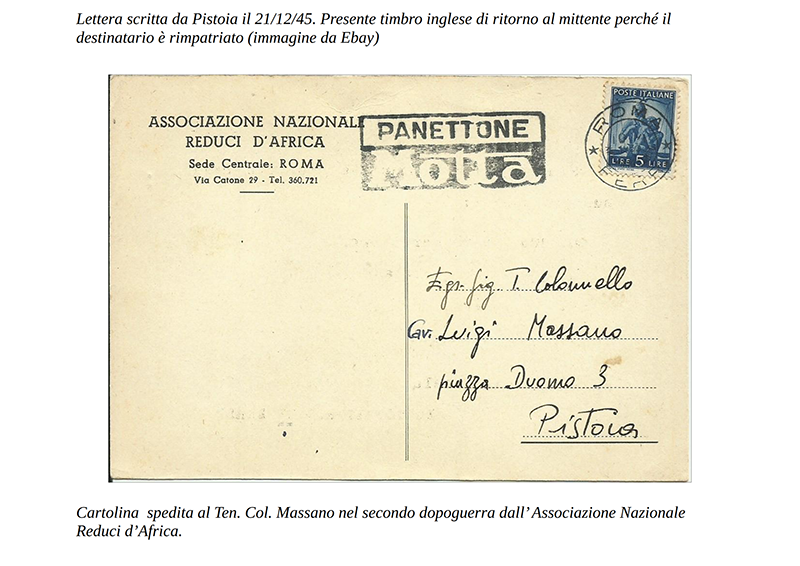 Lettera scritta da Pistoia il 21/12/45. Presente timbro inglese di ritorno al mittente perché il
destinatario è rimpatriato (immagine da Ebay)
ASSOCIAZIONE NAZIONALE
REDUCI D'AFRICA
Sede Centrale: ROMA
Via Catone 29 - Tel. 360.721
PANETTONE
Motta
POSTE ITALIANE
ROMA
LIRE 5 LIRE
Egr. Sig. T. Colonnello
Cav. Luigi Massano
piazza Duomo 3
Pistoia
Cartolina spedita al Ten. Col. Massano nel secondo dopoguerra dall' Associazione Nazionale
Reduci d'Africa.